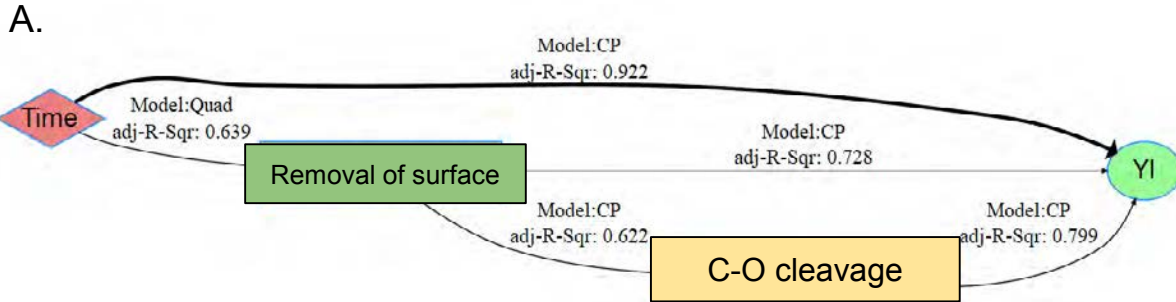 A.
Model:CP
adj-R-Sqr: 0.922
Time
Model:Quad
adj-R-Sqr: 0.639
Model:CP
adj-R-Sqr: 0.728
Removal of surface
YI
Model:CP
adj-R-Sqr: 0.622
Model:CP
adj-R-Sqr: 0.799
C-O cleavage